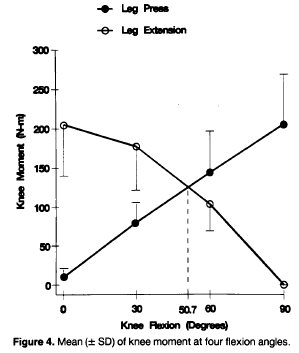 Leg Press
Leg Extension
300
250
200
150
100
50
0
Knee Moment (N-m)
0 30 50.7 60 90
Knee Flexion (Degrees)
Figure 4. Mean (± SD) of knee moment at four flexion angles.